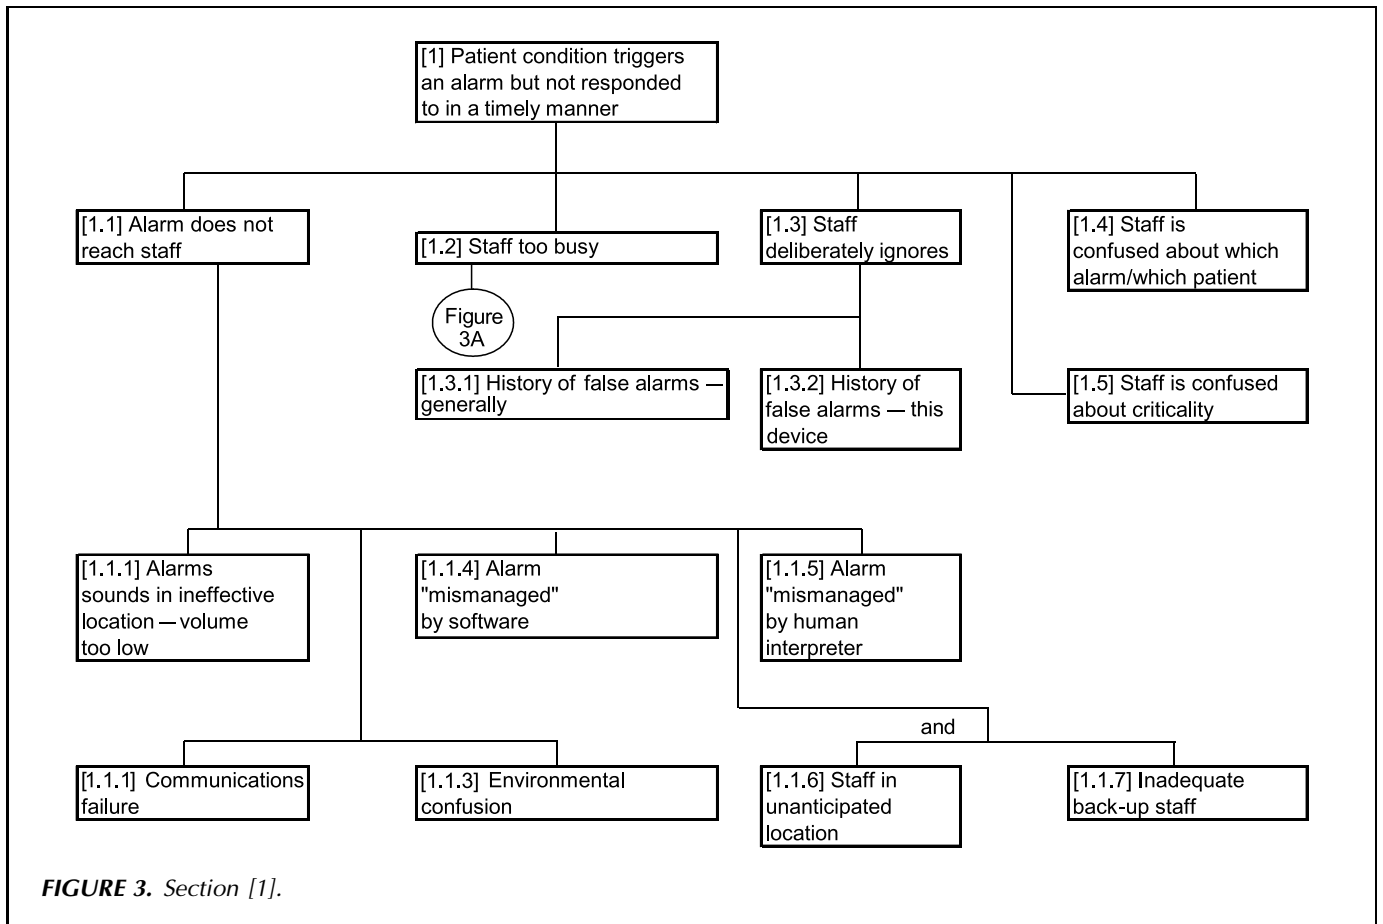 [1] Patient condition triggers
an alarm but not responded
to in a timely manner
[1.1] Alarm does not
reach staff
[1.2] Staff too busy
[1.3] Staff
deliberately ignores
[1.4] Staff is
confused about which
alarm/which patient
Figure
3A
[1.3.1] History of false alarms —
generally
[1.3.2] History of
false alarms — this
device
[1.5] Staff is confused
about criticality
[1.1.1] Alarms
sounds in ineffective
location — volume
too low
[1.1.4] Alarm
"mismanaged"
by software
[1.1.5] Alarm
"mismanaged"
by human
interpreter
and
[1.1.1] Communications
failure
[1.1.3] Environmental
confusion
[1.1.6] Staff in
unanticipated
location
[1.1.7] Inadequate
back-up staff
FIGURE 3. Section [1].